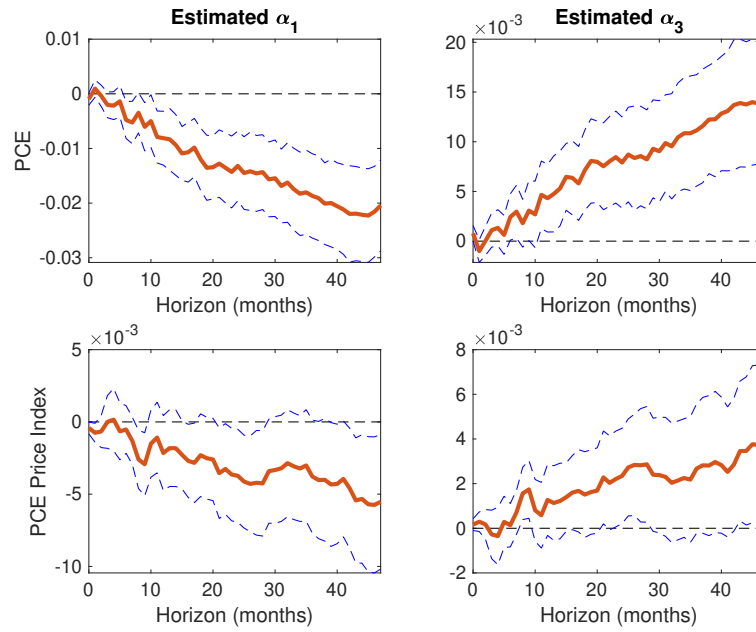 Estimated α1
PCE
0.01
0
-0.01
-0.02
-0.03
0 10 20 30 40
Horizon (months)
Estimated α3
×10-3
20
15
10
5
0
0 10 20 30 40
Horizon (months)
PCE Price Index
×10-3
5
0
-5
-10
0 10 20 30 40
Horizon (months)
×10-3
8
6
4
2
0
-2
0 10 20 30 40
Horizon (months)